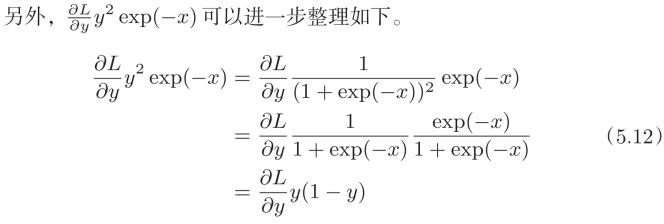 另外，∂L/∂y y² exp(−x) 可以进一步整理如下。
∂L/∂y y² exp(−x) = ∂L/∂y 1/(1 + exp(−x))² exp(−x)
= ∂L/∂y 1/(1 + exp(−x)) exp(−x)/(1 + exp(−x)) （5.12）
= ∂L/∂y y(1 − y)